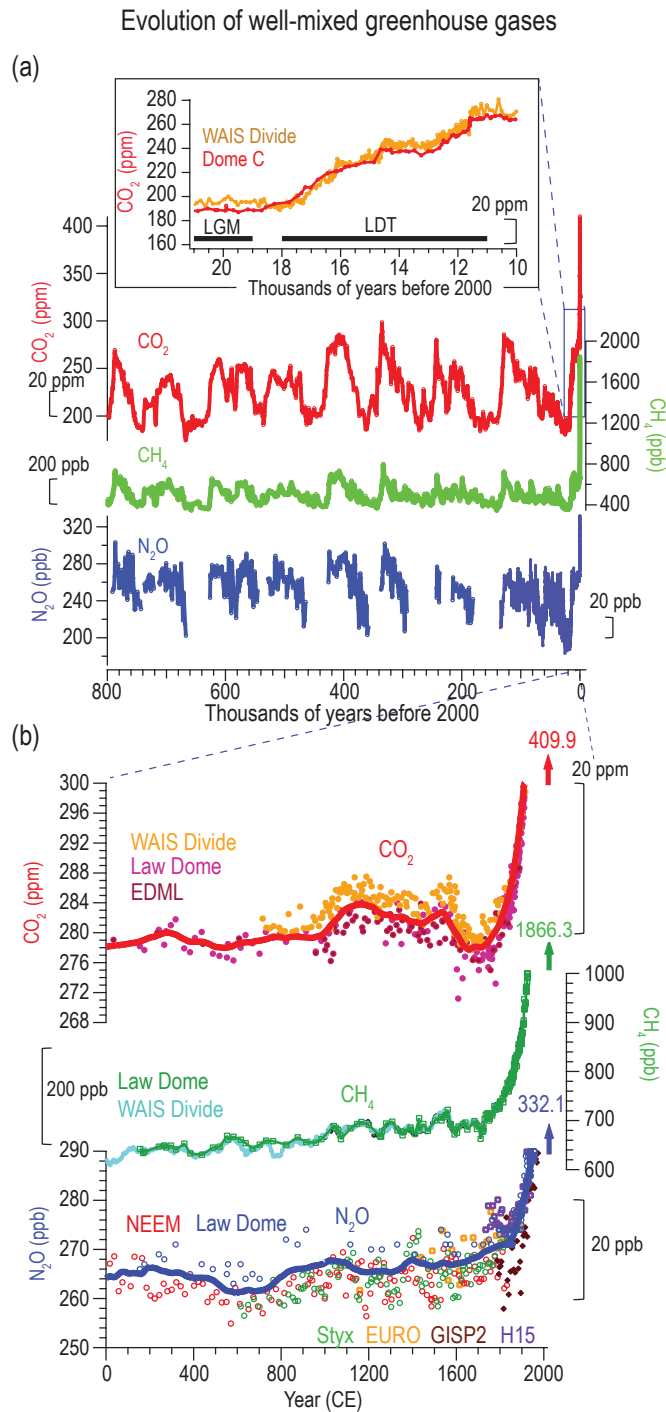 Evolution of well-mixed greenhouse gases
(a)
280
260
240
220
200
180
160
CO2 (ppm)
WAIS Divide
Dome C
20 ppm
LGM
LDT
20
18
16
14
12
10
Thousands of years before 2000
400
350
300
250
200
CO2 (ppm)
20 ppm
CO2
2000
1600
1200
800
400
CH4 (ppb)
200 ppb
CH4
320
280
240
200
N2O (ppb)
N2O
20 ppb
800
600
400
200
0
Thousands of years before 2000
(b)
409.9
20 ppm
300
298
296
292
288
284
280
276
272
268
CO2 (ppm)
WAIS Divide
Law Dome
EDML
CO2
1866.3
1000
900
800
700
600
CH4 (ppb)
200 ppb
Law Dome
WAIS Divide
CH4
332.1
290
280
270
265
260
250
N2O (ppb)
NEEM
Law Dome
N2O
20 ppb
Styx
EURO
GISP2
H15
0
400
800
1200
1600
2000
Year (CE)